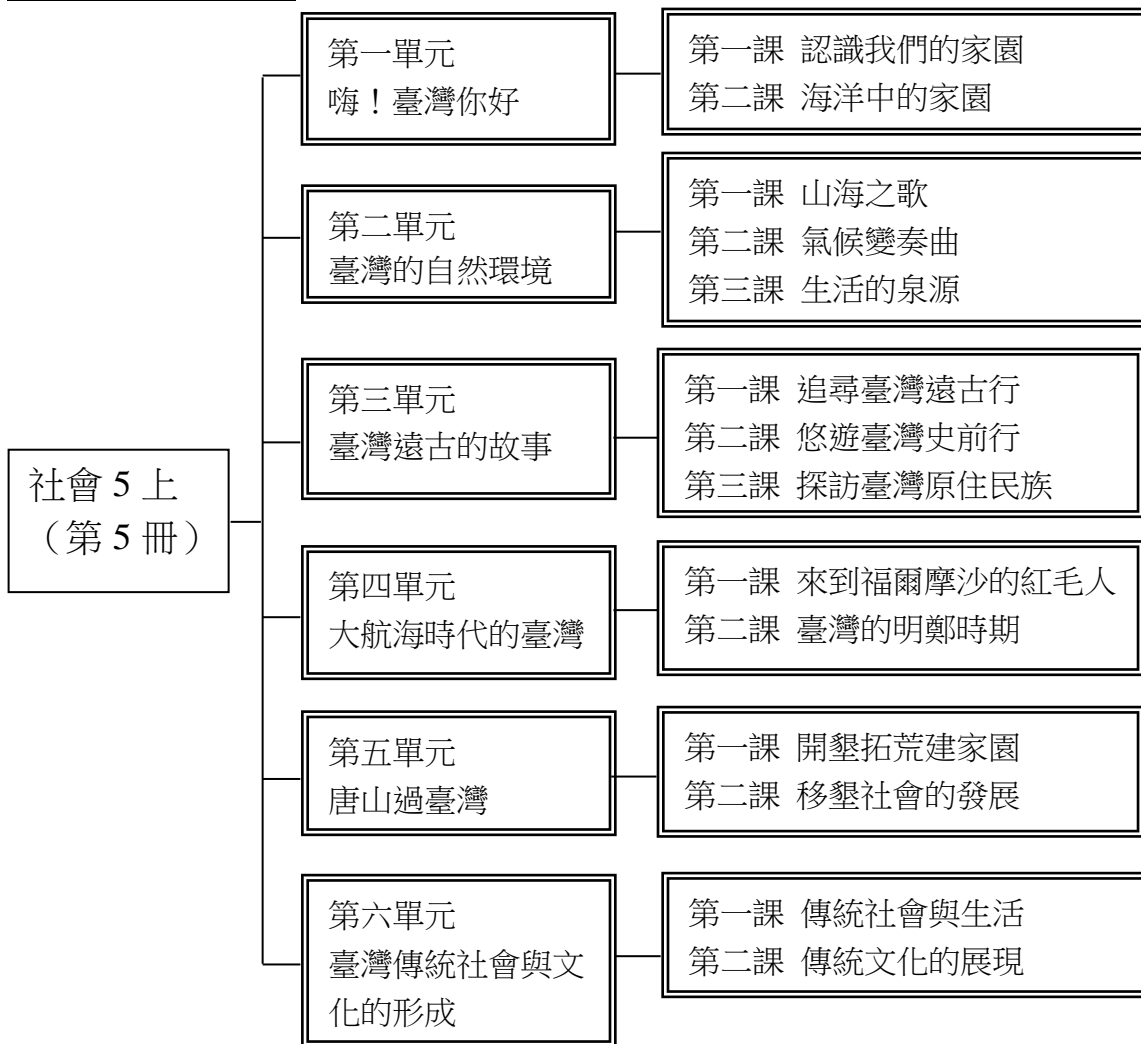 社會 5 上
（第 5 冊）
第一單元
嗨！臺灣你好
第一課 認識我們的家園
第二課 海洋中的家園
第二單元
臺灣的自然環境
第一課 山海之歌
第二課 氣候變奏曲
第三課 生活的泉源
第三單元
臺灣遠古的故事
第一課 追尋臺灣遠古行
第二課 悠遊臺灣史前行
第三課 探訪臺灣原住民族
第四單元
大航海時代的臺灣
第一課 來到福爾摩沙的紅毛人
第二課 臺灣的明鄭時期
第五單元
唐山過臺灣
第一課 開墾拓荒建家園
第二課 移墾社會的發展
第六單元
臺灣傳統社會與文
化的形成
第一課 傳統社會與生活
第二課 傳統文化的展現